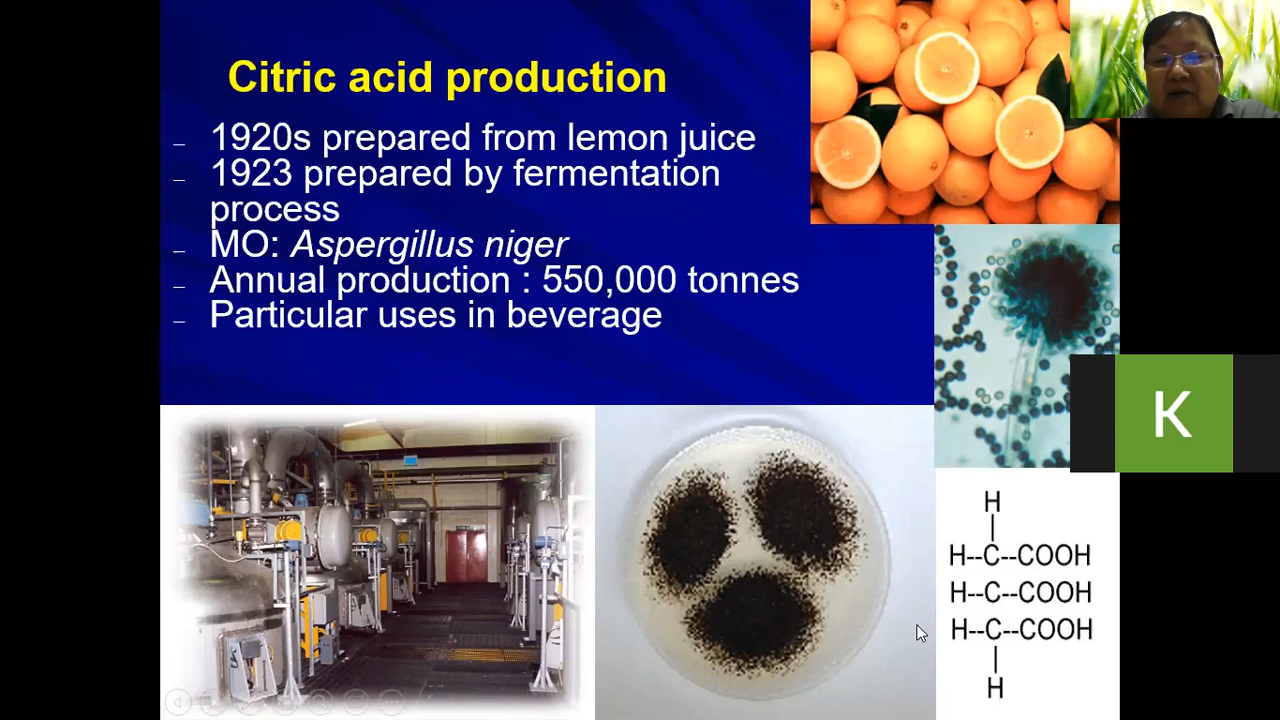 Citric acid production
– 1920s prepared from lemon juice
– 1923 prepared by fermentation
process
– MO: Aspergillus niger
– Annual production : 550,000 tonnes
– Particular uses in beverage
K
H
H--C--COOH
H--C--COOH
H--C--COOH
H